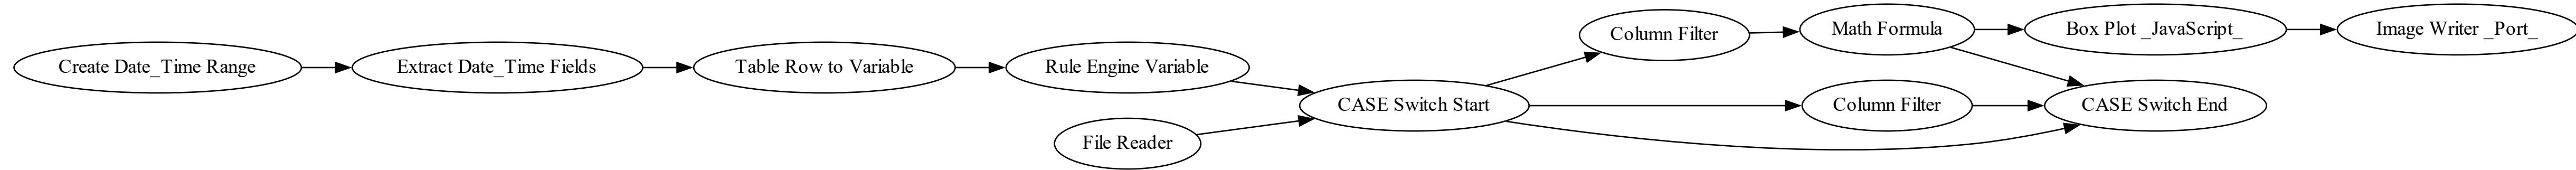 Create Date_Time Range
Extract Date_Time Fields
Table Row to Variable
Rule Engine Variable
File Reader
CASE Switch Start
Column Filter
Math Formula
Box Plot _JavaScript_
Image Writer _Port_
Column Filter
CASE Switch End